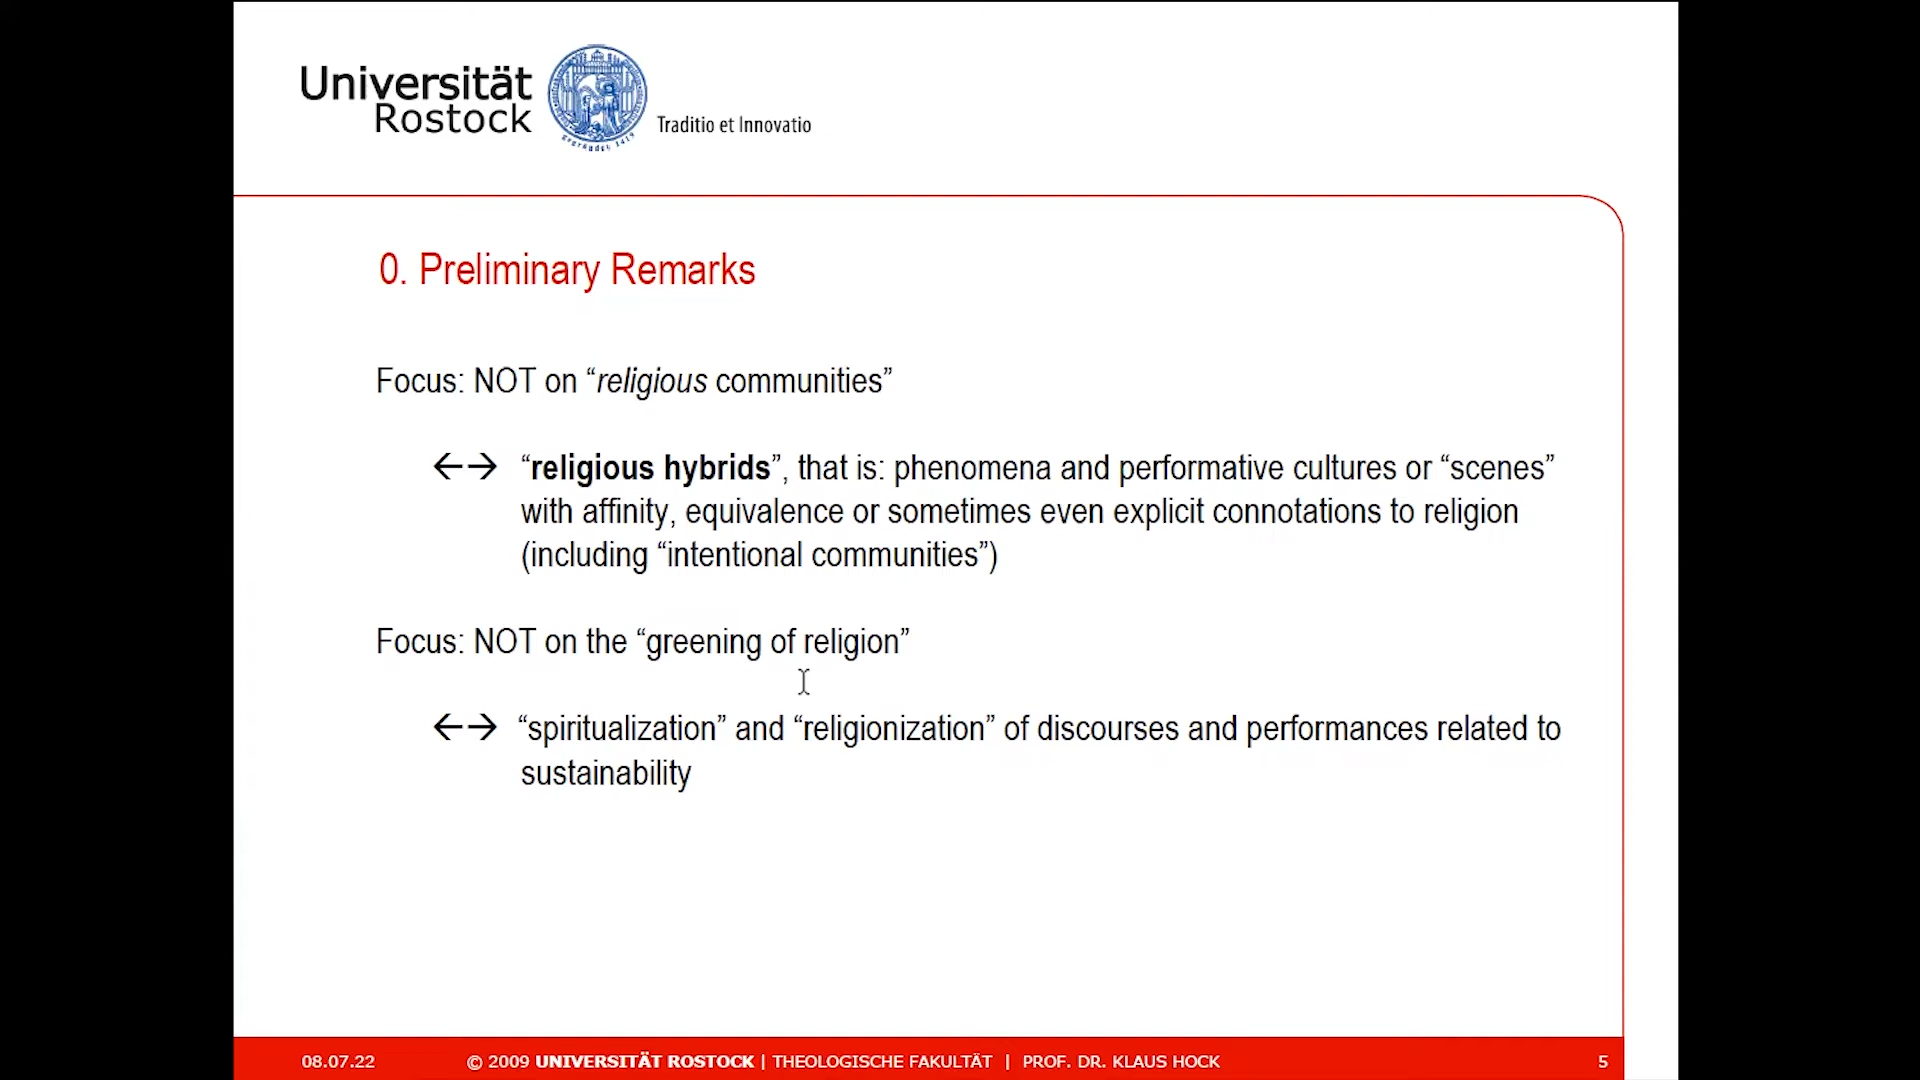 Universität
Rostock
gegründet 1419
Traditio et Innovatio
0. Preliminary Remarks
Focus: NOT on “religious communities”
←→ “religious hybrids”, that is: phenomena and performative cultures or “scenes”
with affinity, equivalence or sometimes even explicit connotations to religion
(including “intentional communities”)
Focus: NOT on the “greening of religion”
←→ “spiritualization” and “religionization” of discourses and performances related to
sustainability
08.07.22 © 2009 UNIVERSITÄT ROSTOCK | THEOLOGISCHE FAKULTÄT | PROF. DR. KLAUS HOCK 5